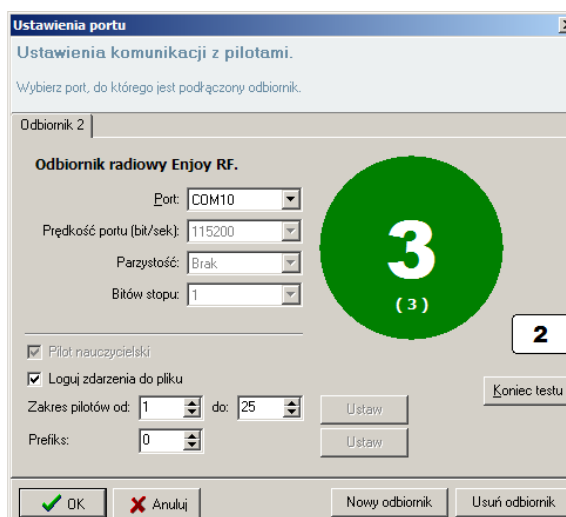 Ustawienia portu
Ustawienia komunikacji z pilotami.
Wybierz port, do którego jest podłączony odbiornik.
Odbiornik 2
Odbiornik radiowy Enjoy RF.
Port: COM10
Prędkość portu (bit/sek): 115200
Parzystość: Brak
Bitów stopu: 1
3
(3)
2
Pilot nauczycielski
Loguj zdarzenia do pliku
Koniec testu
Zakres pilotów od: 1 do: 25 Ustaw
Prefiks: 0 Ustaw
OK Anuluj Nowy odbiornik Usuń odbiornik